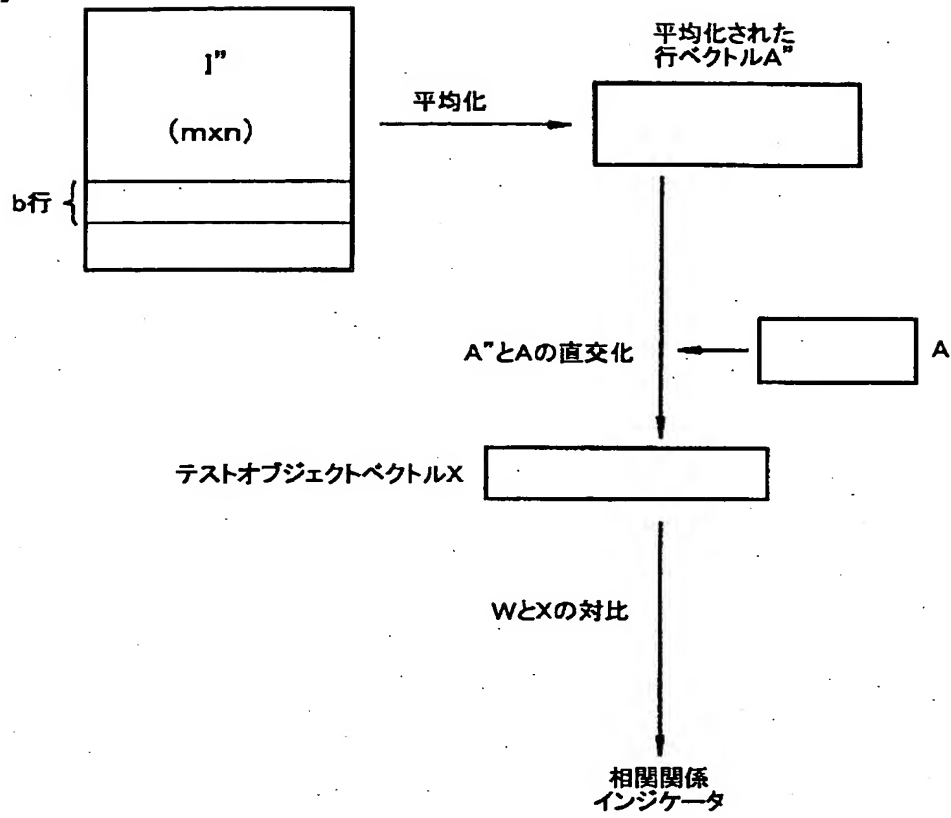 I”
(mxn)
b行
平均化
平均化された
行ベクトルA”
A”とAの直交化
A
テストオブジェクトベクトルX
WとXの対比
相関関係
インジケータ